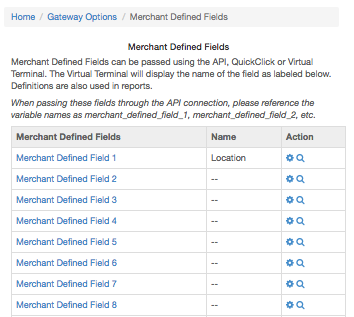 Home / Gateway Options / Merchant Defined Fields
Merchant Defined Fields
Merchant Defined Fields can be passed using the API, QuickClick or Virtual
Terminal. The Virtual Terminal will display the name of the field as labeled below.
Definitions are also used in reports.
When passing these fields through the API connection, please reference the
variable names as merchant_defined_field_1, merchant_defined_field_2, etc.
Merchant Defined Fields Name Action
Merchant Defined Field 1 Location
Merchant Defined Field 2 --
Merchant Defined Field 3 --
Merchant Defined Field 4 --
Merchant Defined Field 5 --
Merchant Defined Field 6 --
Merchant Defined Field 7 --
Merchant Defined Field 8 --